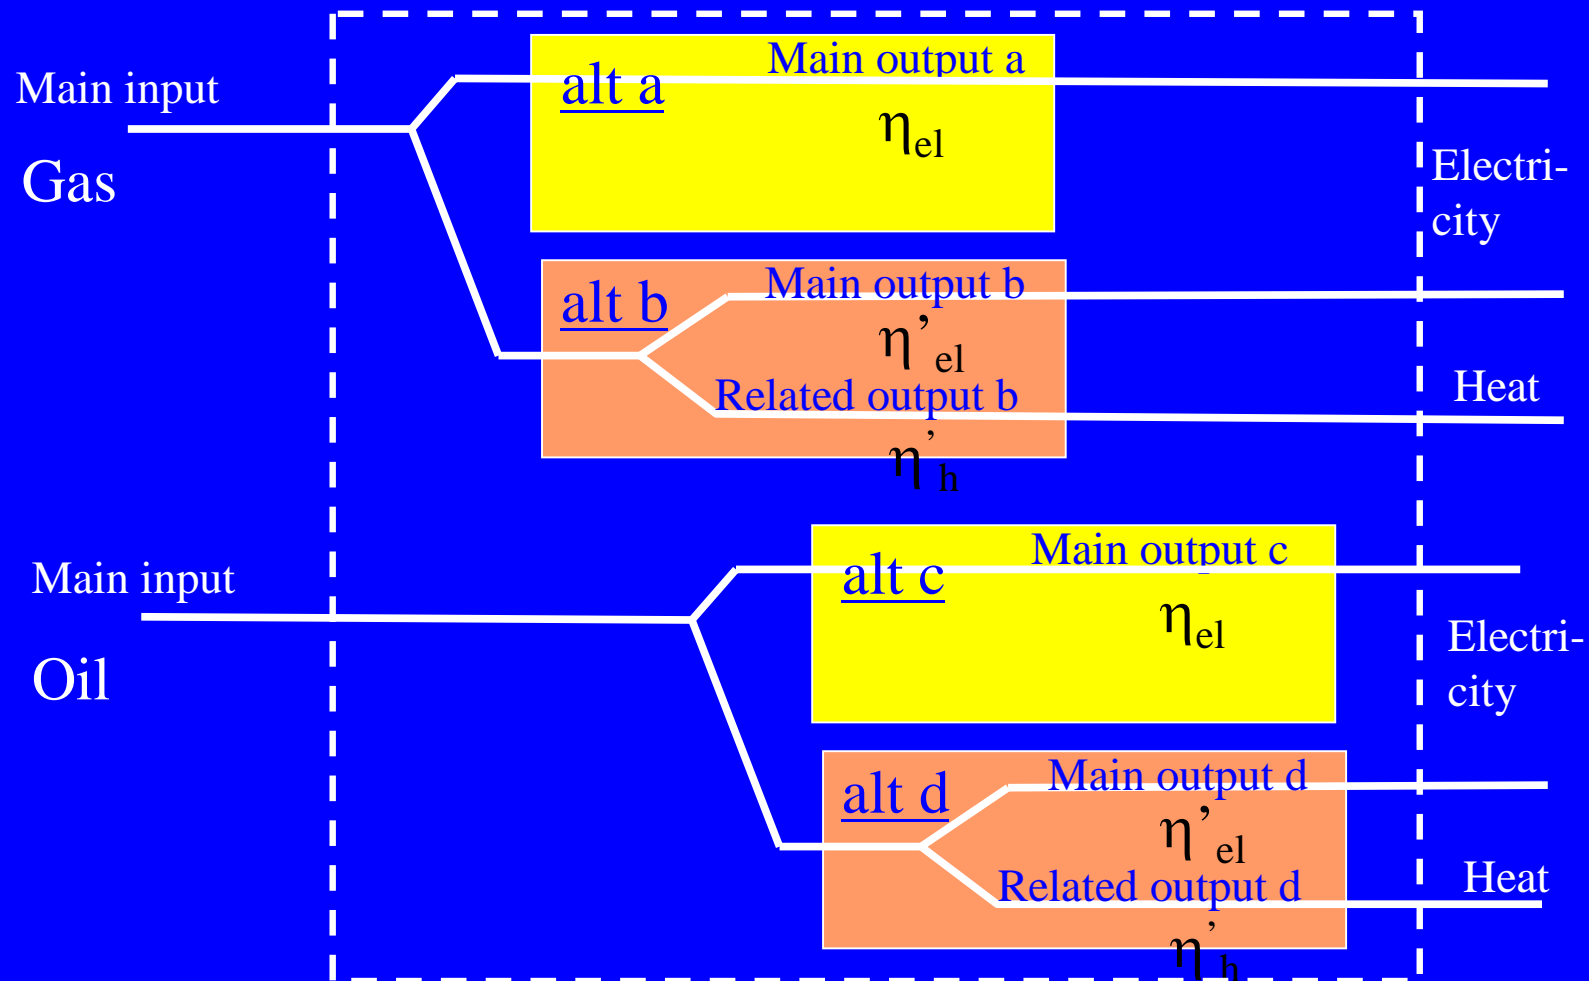 Main output a
Main input
alt a
ηel
Gas
Electri-
city
alt b
Main output b
η’el
Related output b
Heat
η’h
Main output c
Main input
alt c
ηel
Oil
Electri-
city
alt d
Main output d
η’el
Related output d
Heat
η’h